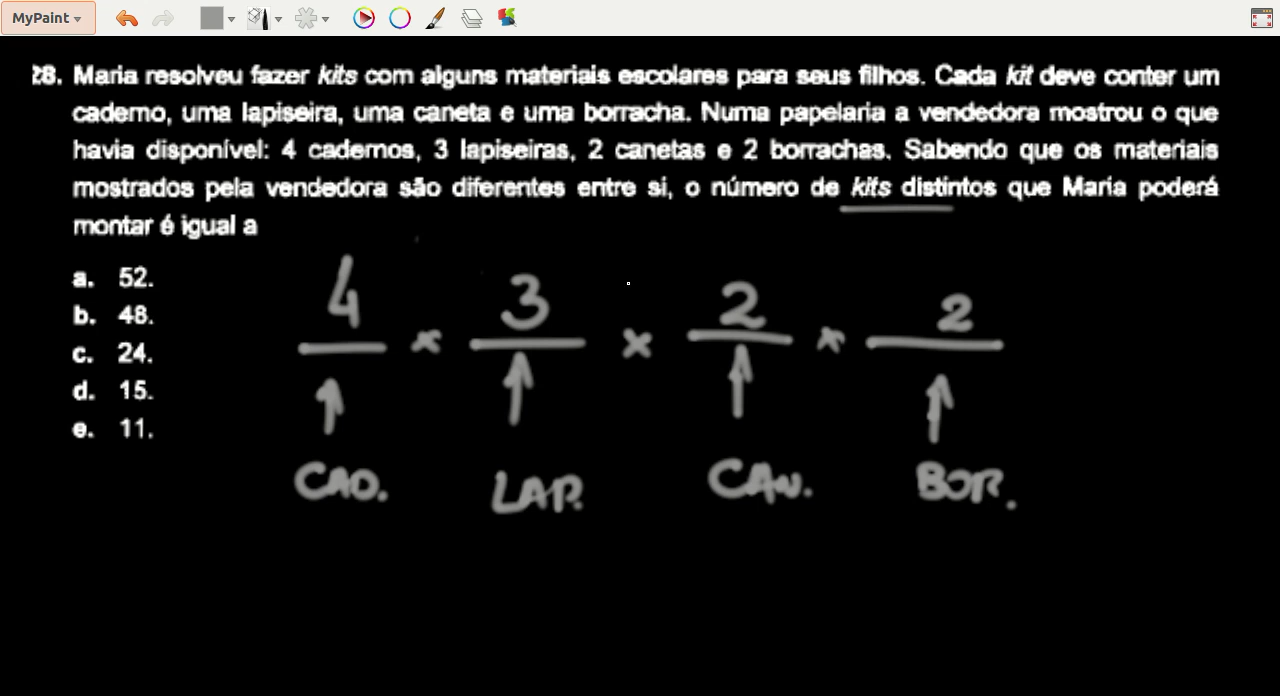 MyPaint
28. Maria resolveu fazer kits com alguns materiais escolares para seus filhos. Cada kit deve conter um
caderno, uma lapiseira, uma caneta e uma borracha. Numa papelaria a vendedora mostrou o que
havia disponível: 4 cadernos, 3 lapiseiras, 2 canetas e 2 borrachas. Sabendo que os materiais
mostrados pela vendedora são diferentes entre si, o número de kits distintos que Maria poderá
montar é igual a
a. 52.
b. 48.
c. 24.
d. 15.
e. 11.
4 × 3 × 2 × 2
CAD. LAP. CAN. BOR.